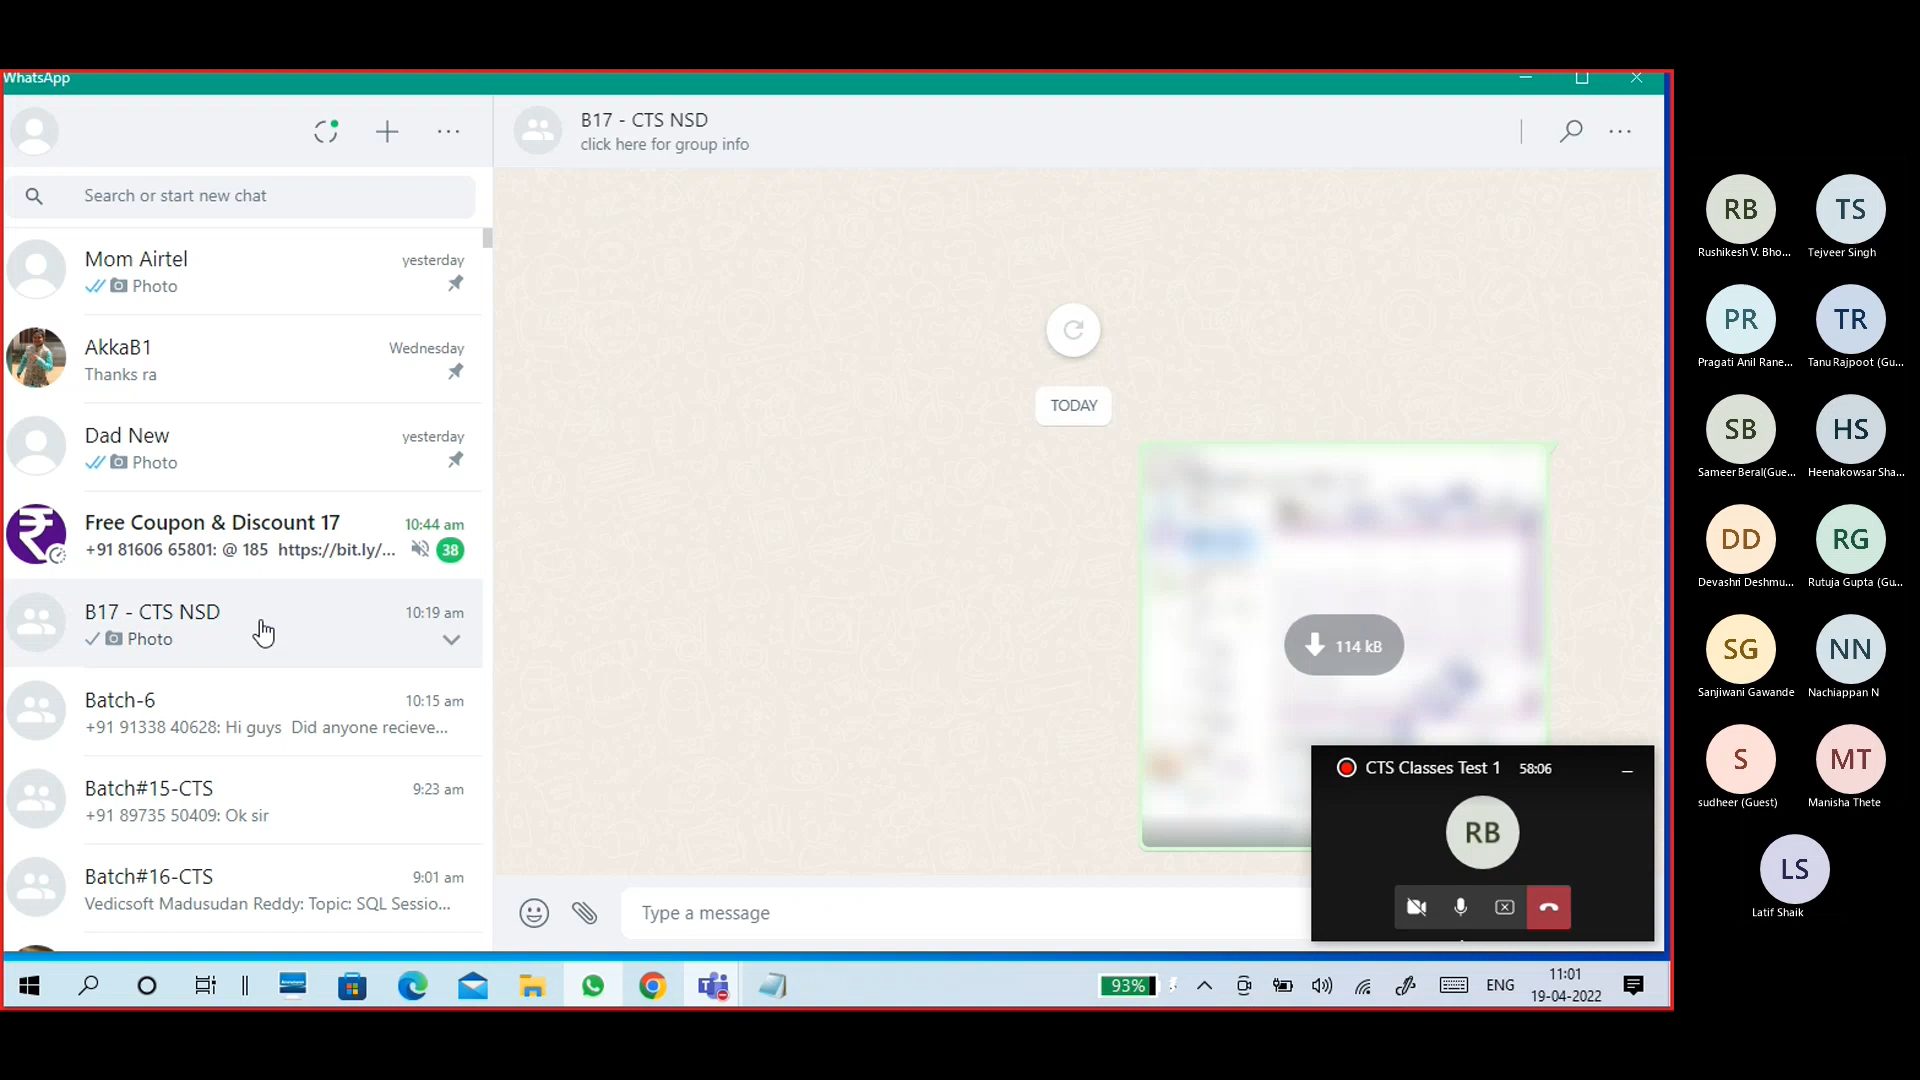 WhatsApp
Search or start new chat
Mom Airtel
yesterday
Photo
AkkaB1
Wednesday
Thanks ra
Dad New
yesterday
Photo
Free Coupon & Discount 17
10:44 am
+91 81606 65801: @ 185 https://bit.ly/...
38
B17 - CTS NSD
10:19 am
Photo
Batch-6
10:15 am
+91 91338 40628: Hi guys Did anyone recieve...
Batch#15-CTS
9:23 am
+91 89735 50409: Ok sir
Batch#16-CTS
9:01 am
Vedicsoft Madusudan Reddy: Topic: SQL Sessio...
B17 - CTS NSD
click here for group info
TODAY
114 kB
Type a message
CTS Classes Test 1
58:06
RB
93%
ENG
11:01
19-04-2022
RB
Rushikesh V. Bho...
TS
Tejveer Singh
PR
Pragati Anil Rane...
TR
Tanu Rajpoot (Gu...
SB
Sameer Beral(Gue...
HS
Heenakowsar Sha...
DD
Devashri Deshmu...
RG
Rutuja Gupta (Gu...
SG
Sanjiwani Gawande
NN
Nachiappan N
S
sudheer (Guest)
MT
Manisha Thete
LS
Latif Shaik